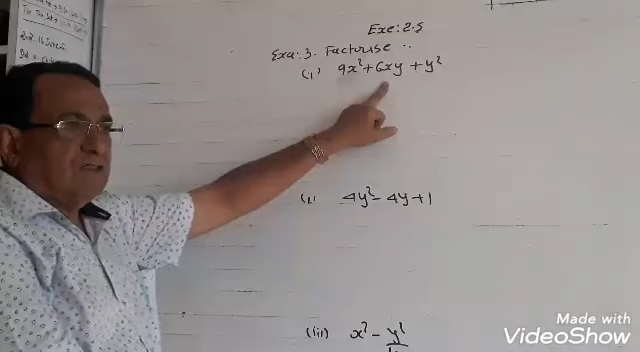 Exe: 2.5
Exa: 3. Factorise :
(i) 9x² + 6xy + y²
(ii) 4y² - 4y + 1
(iii) x² - y²
Made with
VideoShow